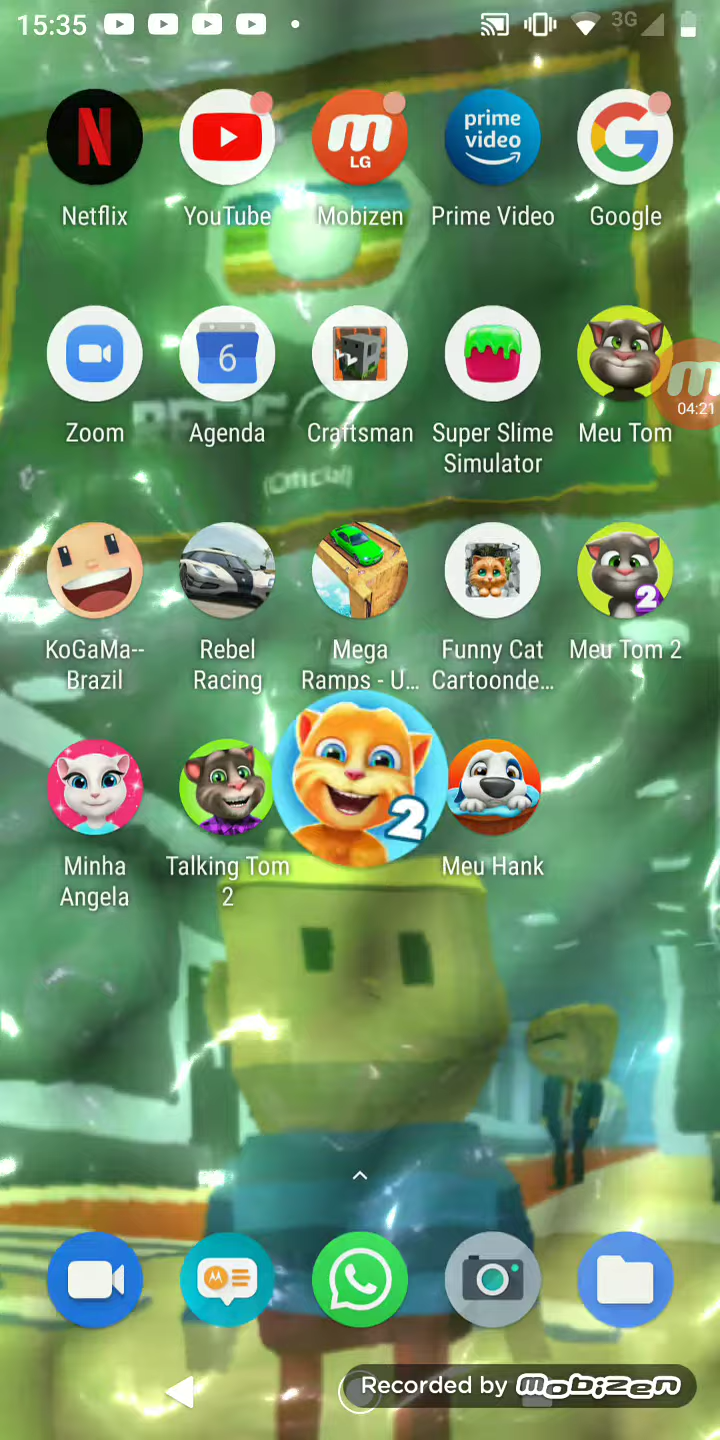 15:35
3G
LG
prime
video
Netflix
YouTube
Mobizen
Prime Video
Google
6
04:21
REDE
(Oficial)
Zoom
Agenda
Craftsman
Super Slime
Simulator
Meu Tom
2
KoGaMa--
Brazil
Rebel
Racing
Mega
Ramps - U...
Funny Cat
Cartoonde...
Meu Tom 2
2
Minha
Angela
Talking Tom
2
Meu Hank
Recorded by mobizen